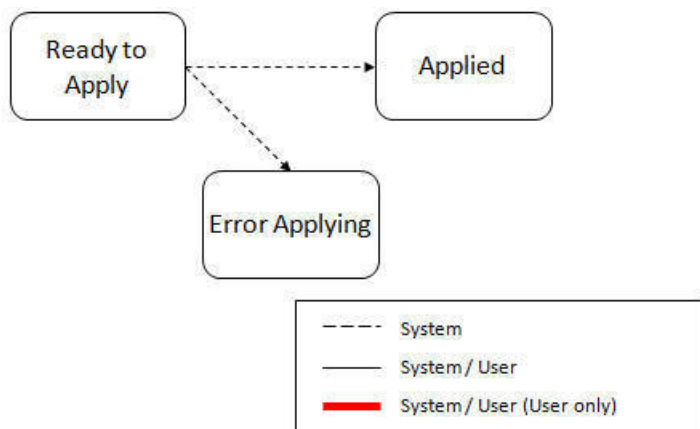 Ready to
Apply
Applied
Error Applying
System
System / User
System / User (User only)